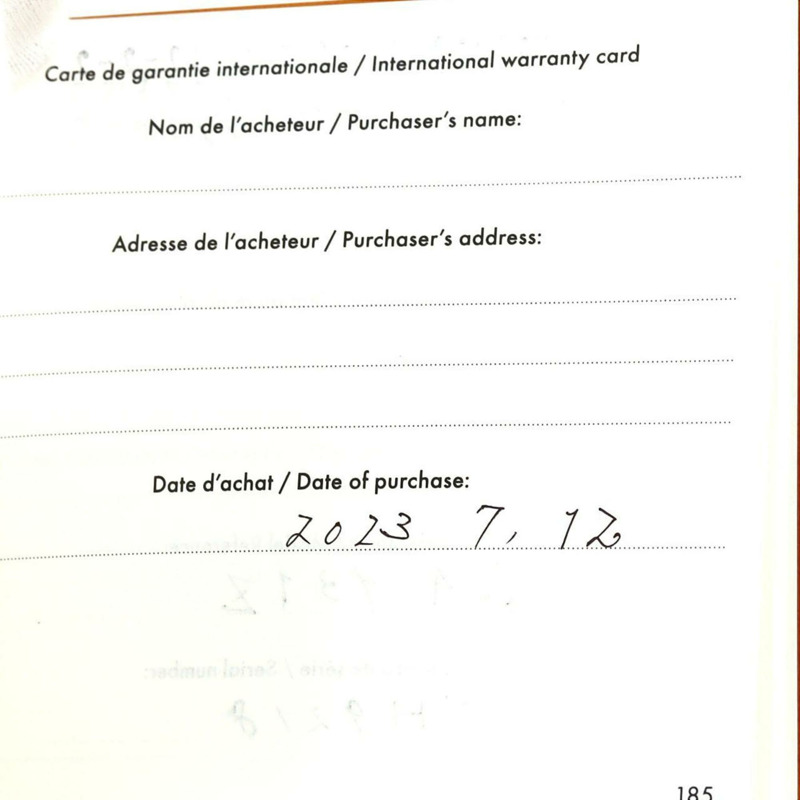 Carte de garantie internationale / International warranty card
Nom de l'acheteur / Purchaser's name:
Adresse de l'acheteur / Purchaser's address:
Date d'achat / Date of purchase:
2023 7, 12
185